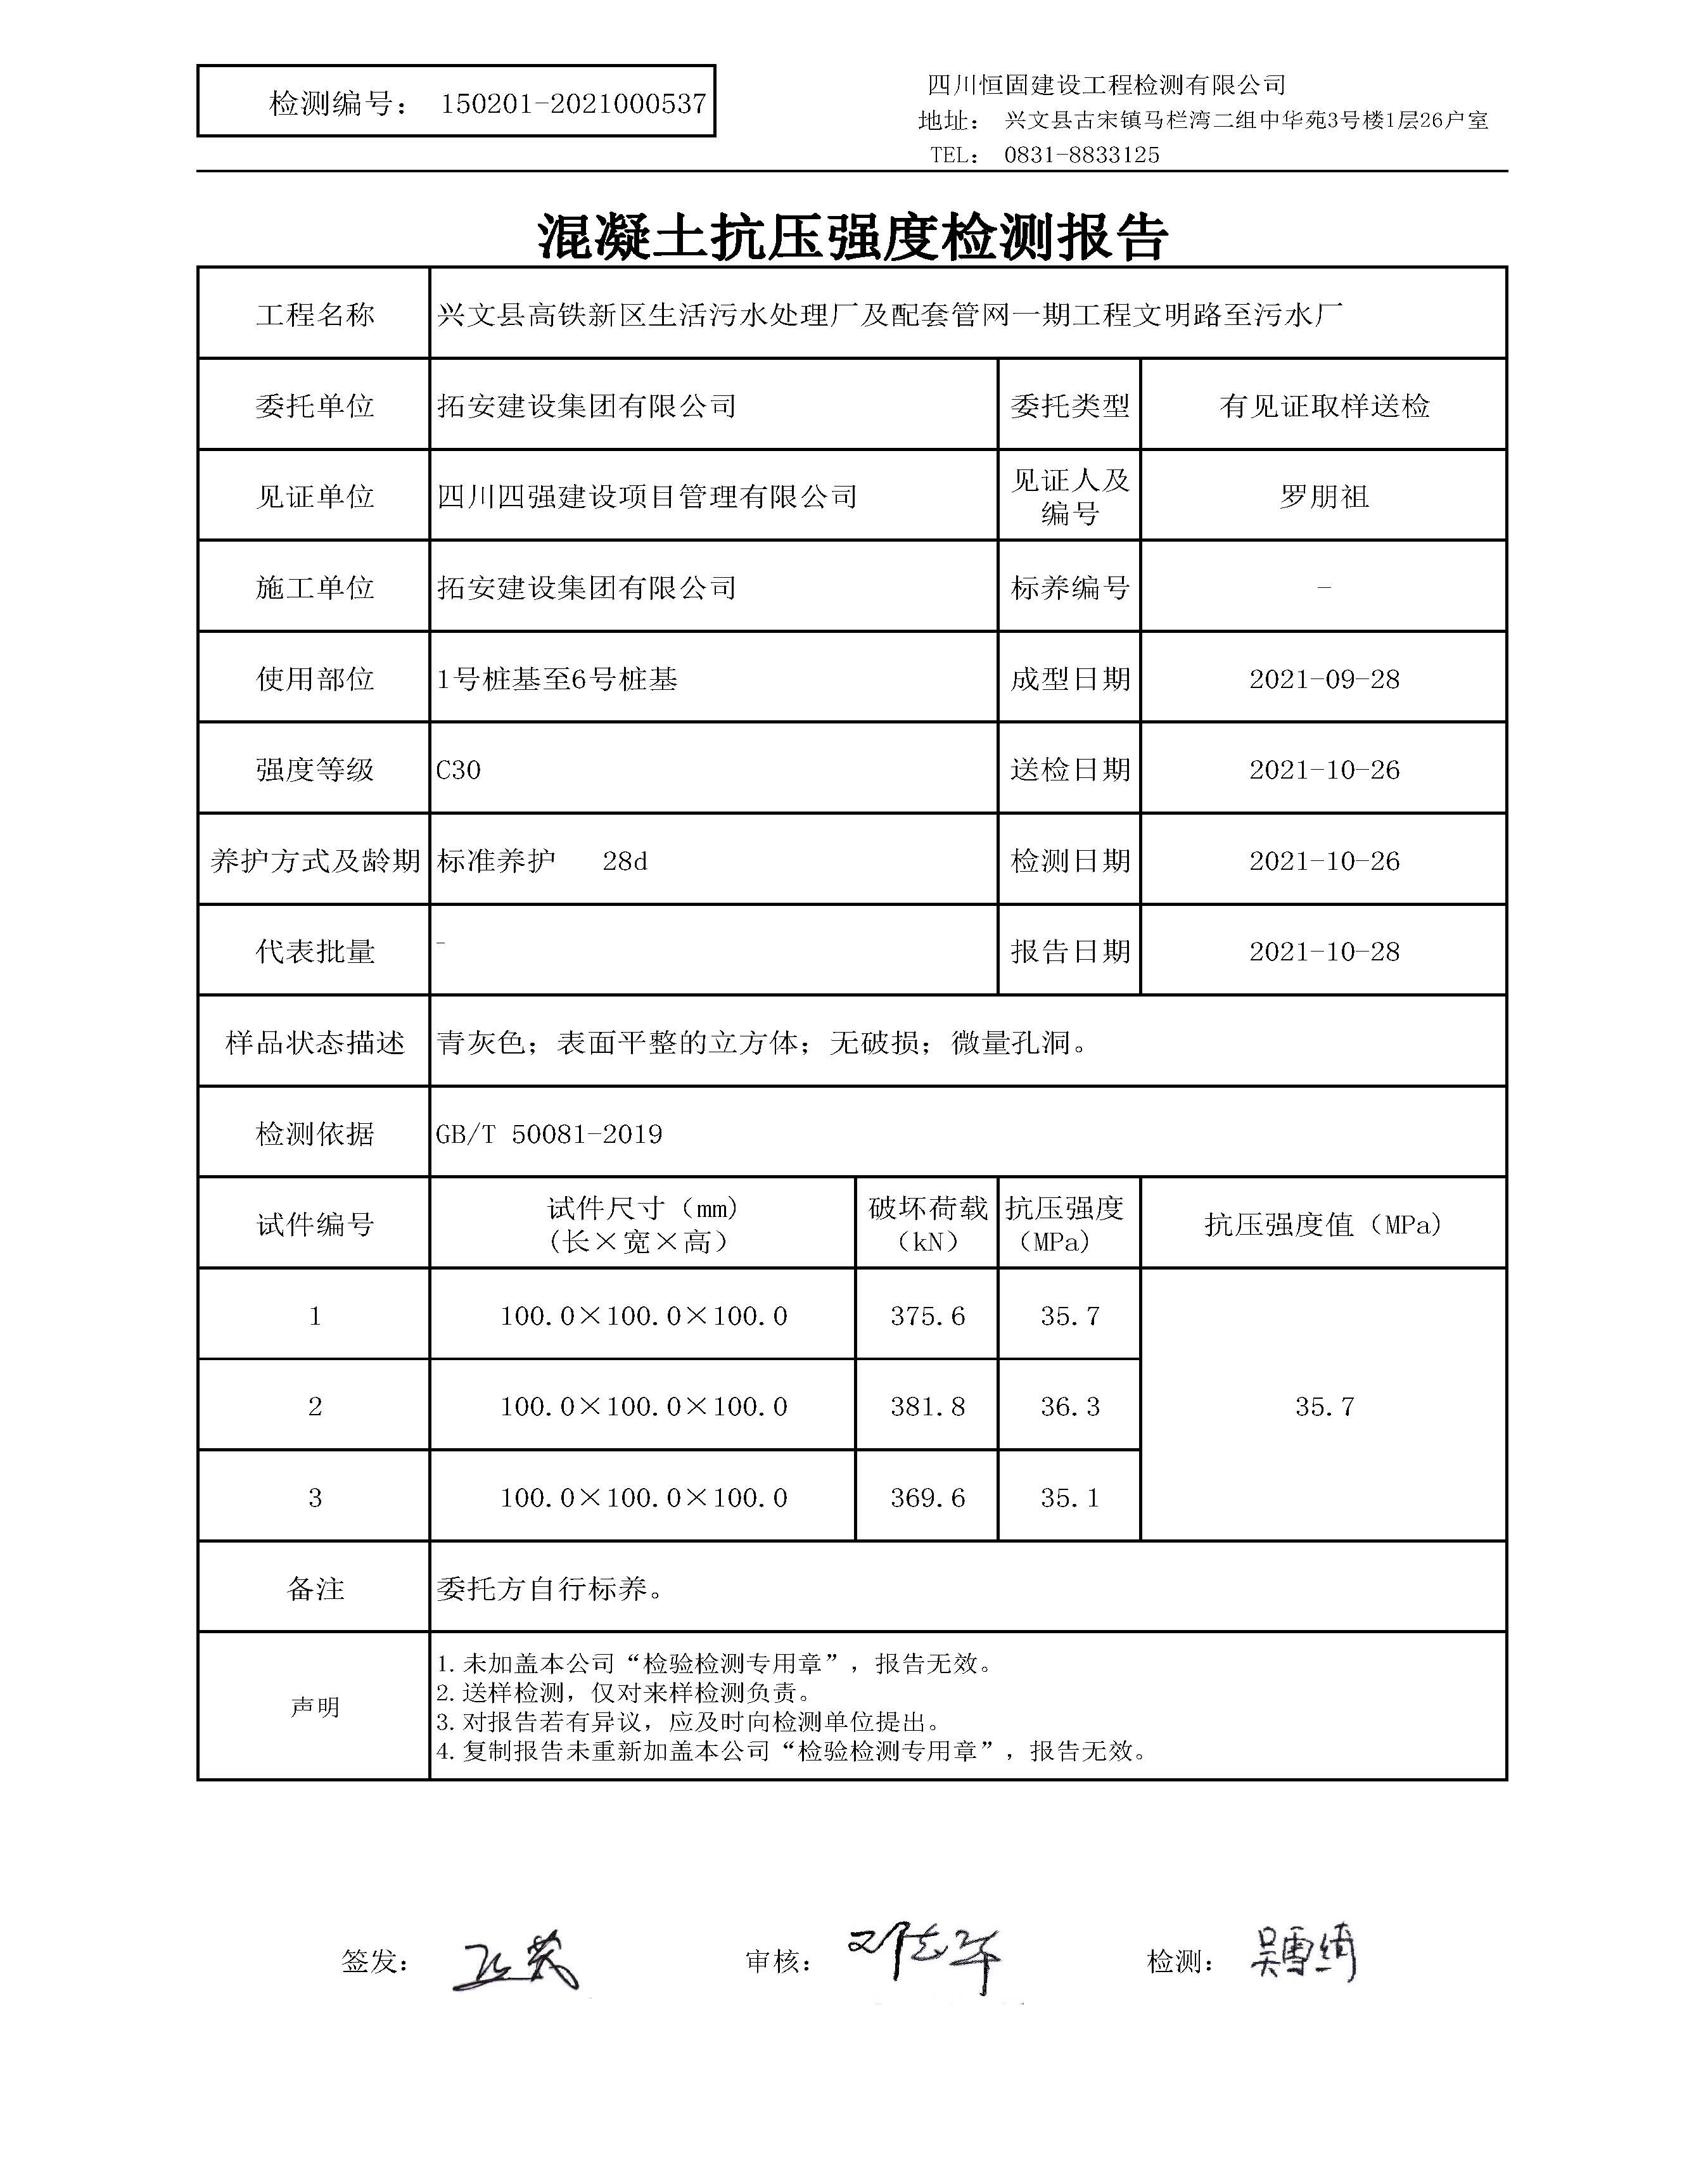 检测编号： 150201-2021000537
四川恒固建设工程检测有限公司
地址： 兴文县古宋镇马栏湾二组中华苑3号楼1层26户室
TEL： 0831-8833125
混凝土抗压强度检测报告
工程名称 兴文县高铁新区生活污水处理厂及配套管网一期工程文明路至污水厂
委托单位 拓安建设集团有限公司 委托类型 有见证取样送检
见证单位 四川四强建设项目管理有限公司 见证人及编号 罗朋祖
施工单位 拓安建设集团有限公司 标养编号 -
使用部位 1号桩基至6号桩基 成型日期 2021-09-28
强度等级 C30 送检日期 2021-10-26
养护方式及龄期 标准养护 28d 检测日期 2021-10-26
代表批量 - 报告日期 2021-10-28
样品状态描述 青灰色；表面平整的立方体；无破损；微量孔洞。
检测依据 GB/T 50081-2019
试件编号 试件尺寸（mm）(长×宽×高） 破坏荷载（kN） 抗压强度（MPa） 抗压强度值（MPa）
1 100.0×100.0×100.0 375.6 35.7
2 100.0×100.0×100.0 381.8 36.3 35.7
3 100.0×100.0×100.0 369.6 35.1
备注 委托方自行标养。
声明
1.未加盖本公司“检验检测专用章”，报告无效。
2.送样检测，仅对来样检测负责。
3.对报告若有异议，应及时向检测单位提出。
4.复制报告未重新加盖本公司“检验检测专用章”，报告无效。
签发： 审核： 检测： 吴雪绮